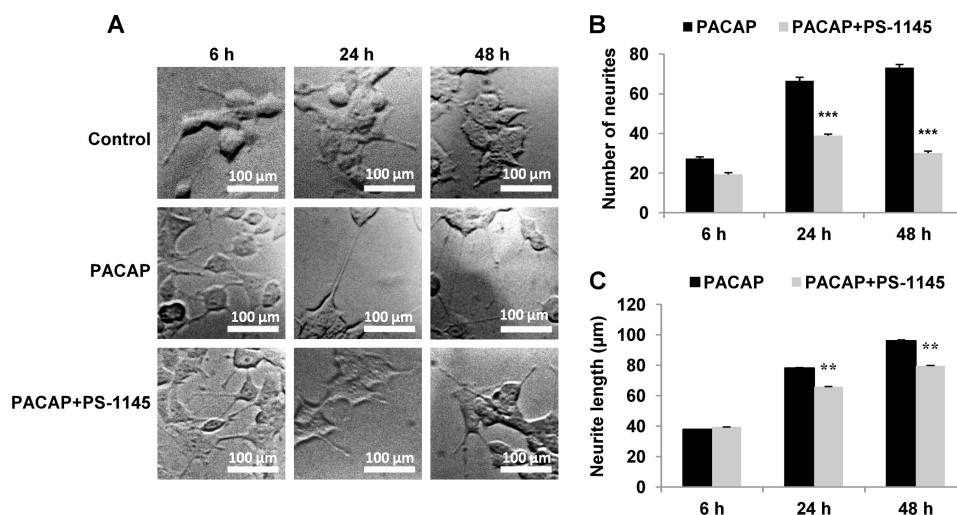 A
6 h 24 h 48 h
Control
100 µm 100 µm 100 µm
PACAP
100 µm 100 µm 100 µm
PACAP+PS-1145
100 µm 100 µm 100 µm
B
PACAP PACAP+PS-1145
Number of neurites
80
60
40
20
0
***
***
6 h 24 h 48 h
C
PACAP PACAP+PS-1145
Neurite length (µm)
120
100
80
60
40
20
0
**
**
6 h 24 h 48 h